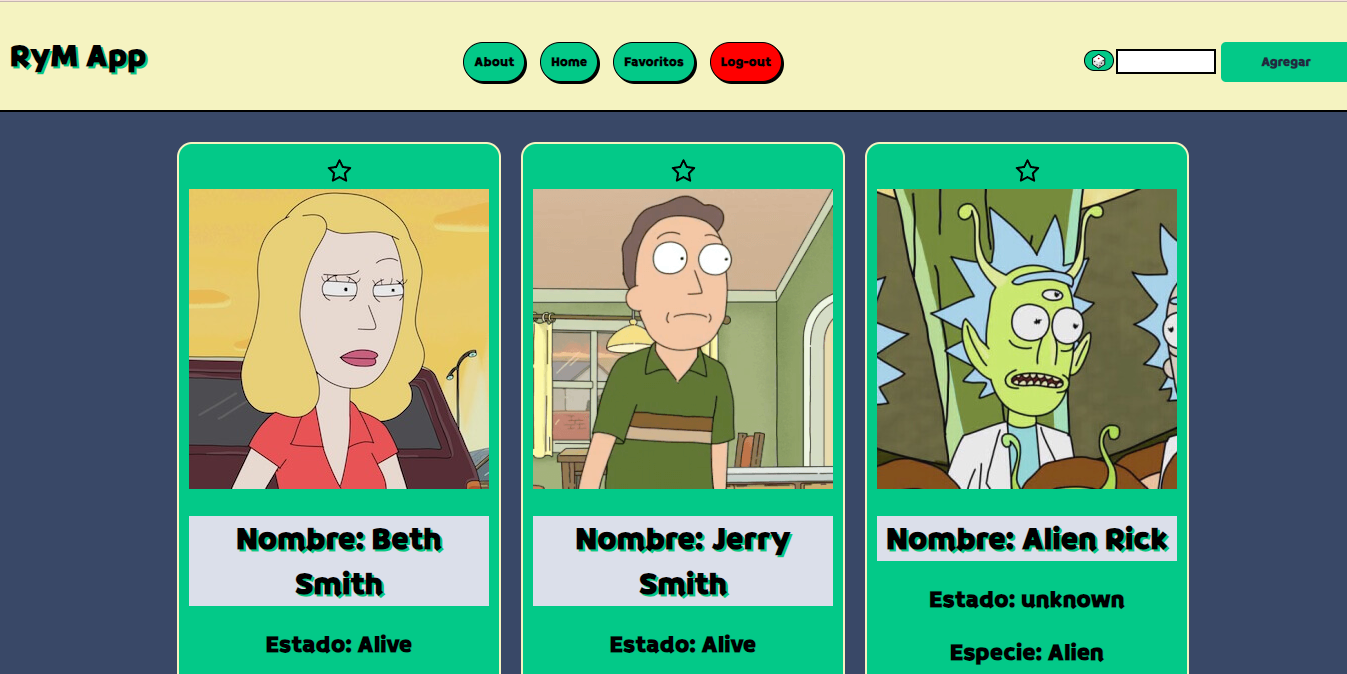 RyM App
About
Home
Favoritos
Log-out
Agregar
Nombre: Beth
Smith
Estado: Alive
Nombre: Jerry
Smith
Estado: Alive
Nombre: Alien Rick
Estado: unknown
Especie: Alien